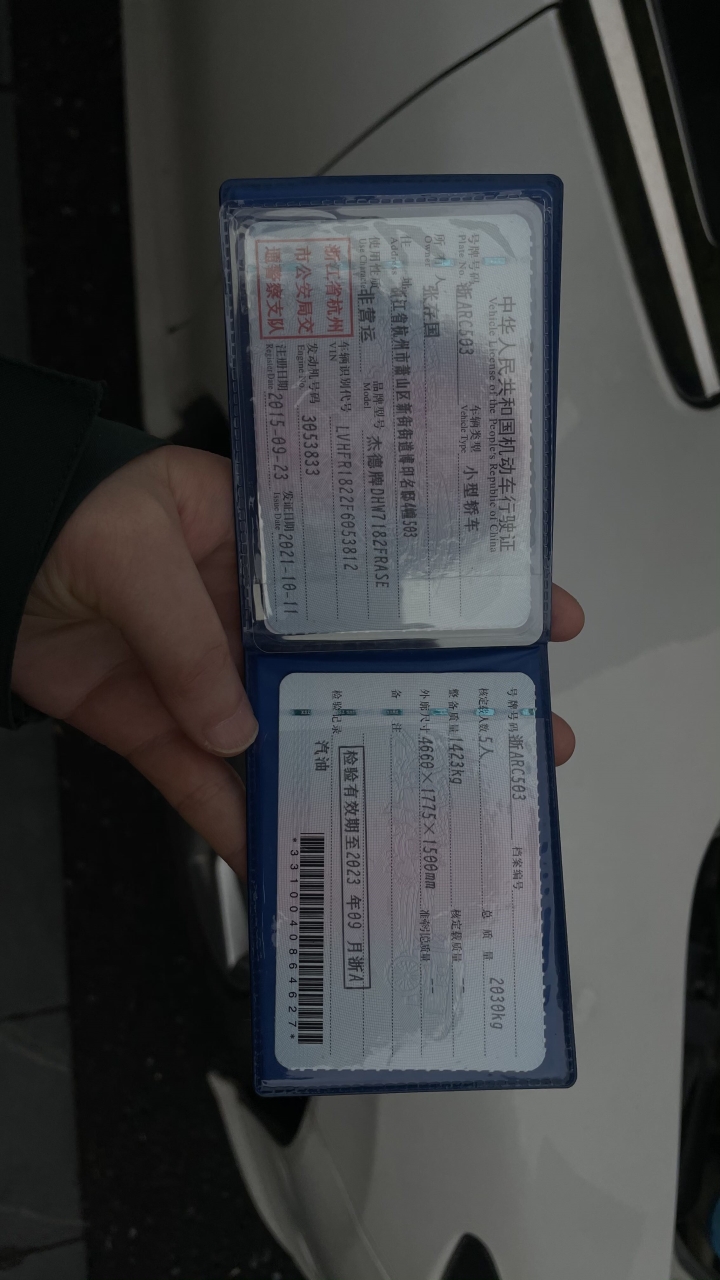 中华人民共和国机动车行驶证
Vehicle License of the People's Republic of China
号牌号码 浙ARC503 车辆类型 小型轿车
Plate No. Vehicle Type
所 人 张存国
Owner
住 址 浙江省杭州市萧山区新街街道博印名邸4幢503
Address
使用性质 非营运 品牌型号 杰德牌DHW7182FRASE
Use Character Model
浙江省杭州
市公安局交
通警察支队
车辆识别代号 LVHFR1822F6053812
VIN
发动机号码 3053833
Engine No.
注册日期 2015-09-23 发证日期 2021-10-11
Register Date Issue Date
号牌号码 浙ARC503 档案编号
核定载人数 5人 总 质 量 2030kg
整备质量 1423kg 核定载质量 --
外廓尺寸 4660×1775×1500mm 准牵引总质量 --
备 注
检验有效期至2023 年09 月浙A
检验记录
汽油
*3310040864627*